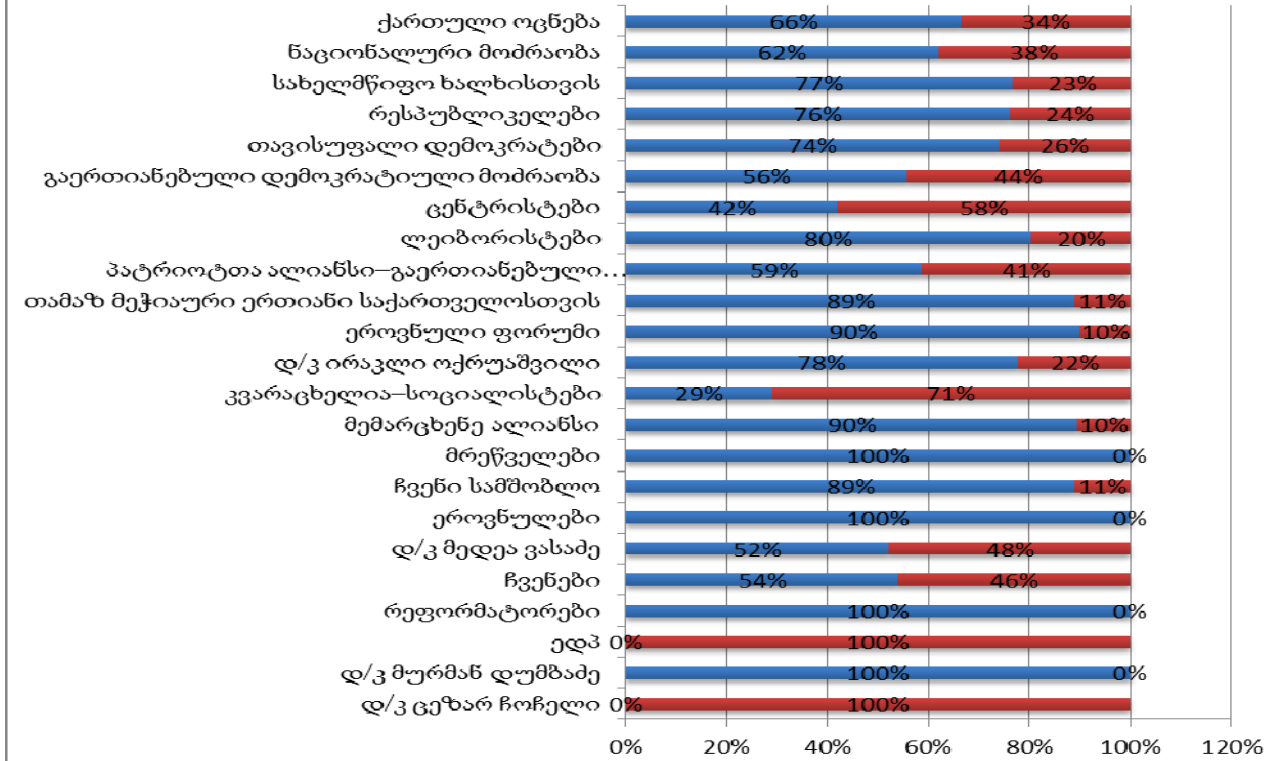 ქართული ოცნება 66% 34%
ნაციონალური მოძრაობა 62% 38%
სახელმწიფო ხალხისთვის 77% 23%
რესპუბლიკელები 76% 24%
თავისუფალი დემოკრატები 74% 26%
გაერთიანებული დემოკრატიული მოძრაობა 56% 44%
ცენტრისტები 42% 58%
ლეიბორისტები 80% 20%
პატრიოტთა ალიანსი–გაერთიანებული… 59% 41%
თამაზ მეჭიაური ერთიანი საქართველოსთვის 89% 11%
ეროვნული ფორუმი 90% 10%
დ/კ ირაკლი ოქრუაშვილი 78% 22%
კვარაცხელია–სოციალისტები 29% 71%
მემარცხენე ალიანსი 90% 10%
მრეწველები 100% 0%
ჩვენი სამშობლო 89% 11%
ეროვნულები 100% 0%
დ/კ მედეა ვასაძე 52% 48%
ჩვენები 54% 46%
რეფორმატორები 100% 0%
ედპ 0% 100%
დ/კ მურმან დუმბაძე 100% 0%
დ/კ ცეზარ ჩოჩელი 0% 100%
0% 20% 40% 60% 80% 100% 120%